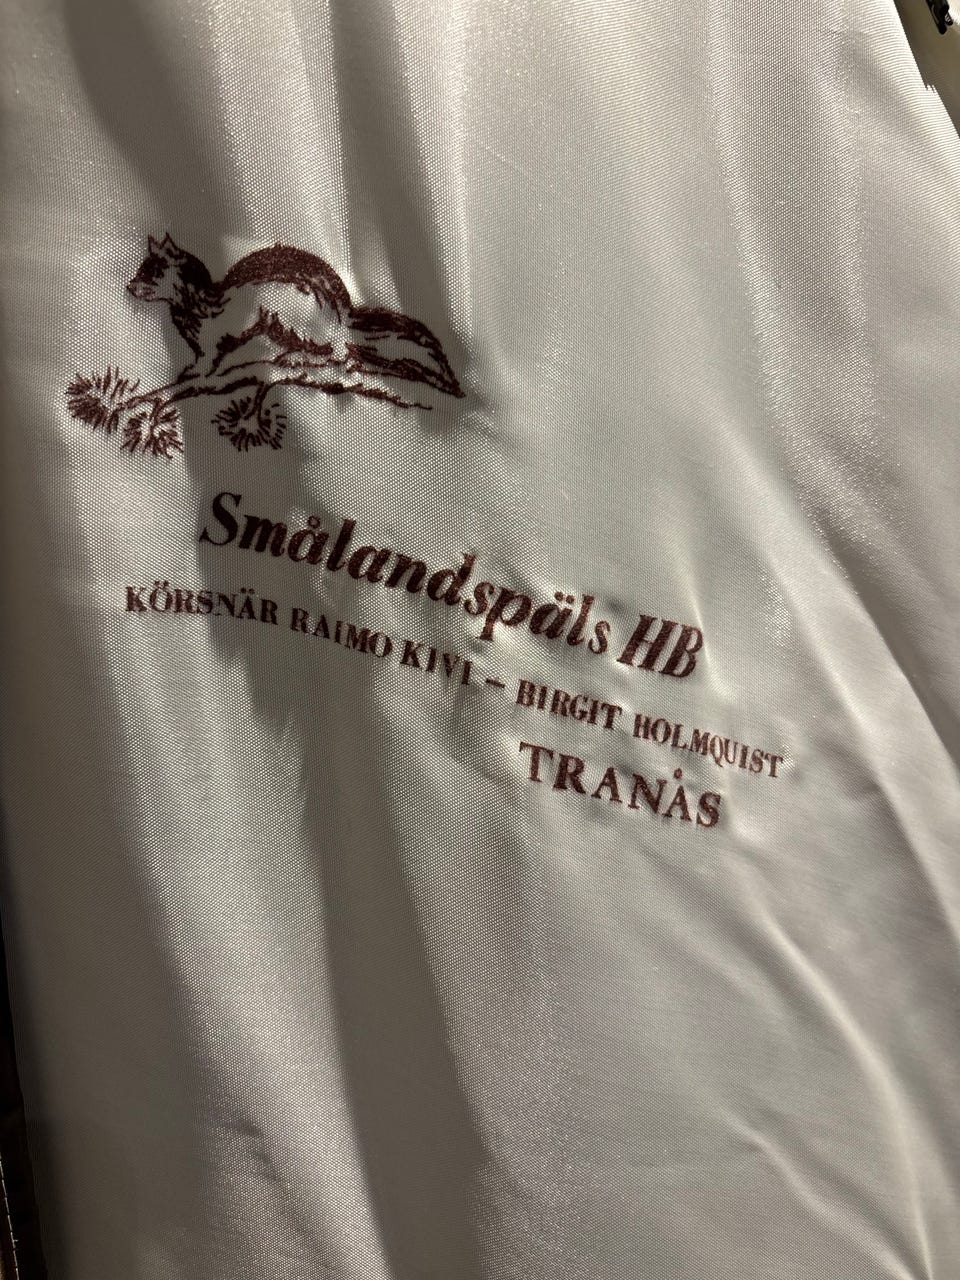 Smålandspäls HB
KÖRSNÄR RAIMO KIVI – BIRGIT HOLMQUIST
TRANÅS